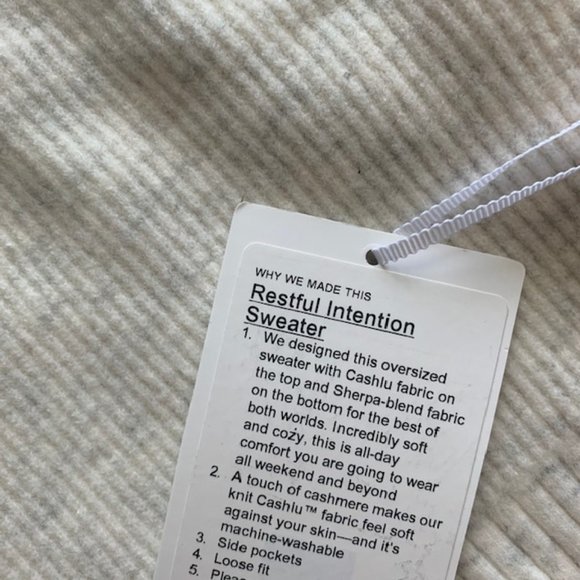 WHY WE MADE THIS
Restful Intention
Sweater
1. We designed this oversized
sweater with Cashlu fabric on
the top and Sherpa-blend fabric
on the bottom for the best of
both worlds. Incredibly soft
and cozy, this is all-day
comfort you are going to wear
all weekend and beyond
2. A touch of cashmere makes our
knit Cashlu™ fabric feel soft
against your skin—and it's
machine-washable
3. Side pockets
4. Loose fit
5.